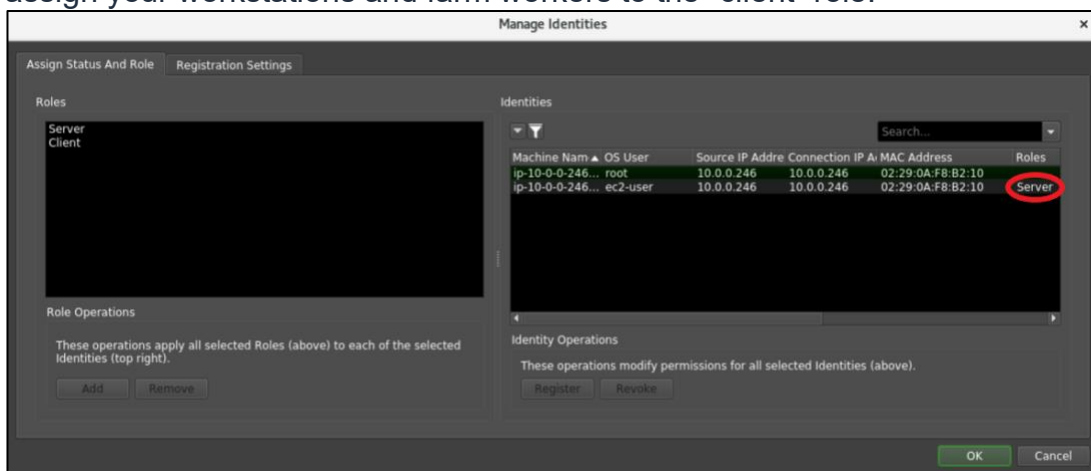 assign your workstations and farm workers to the "client" role.
Manage Identities ×
Assign Status And Role Registration Settings
Roles
Server
Client
Role Operations
These operations apply all selected Roles (above) to each of the selected
Identities (top right).
Add Remove
Identities
Search...
Machine Nam OS User Source IP Addre Connection IP A MAC Address Roles
ip-10-0-0-246... root 10.0.0.246 10.0.0.246 02:29:0A:F8:B2:10
ip-10-0-0-246... ec2-user 10.0.0.246 10.0.0.246 02:29:0A:F8:B2:10 Server
Identity Operations
These operations modify permissions for all selected Identities (above).
Register Revoke
OK Cancel